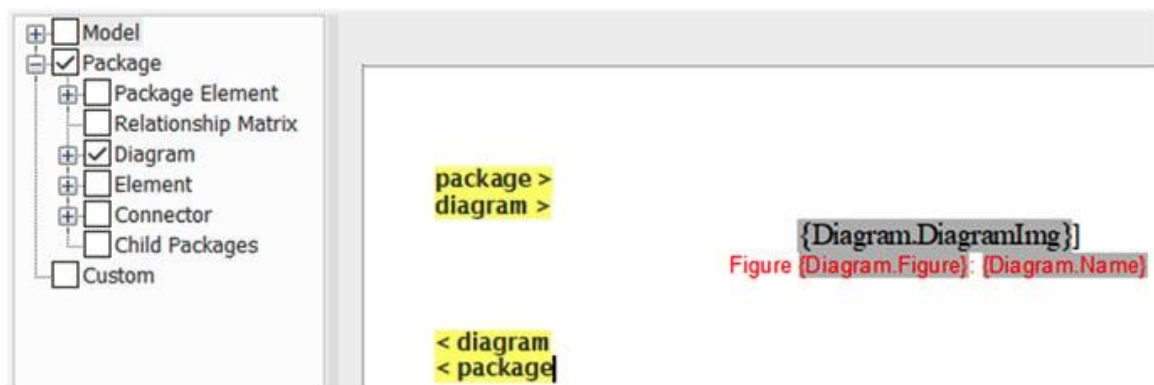 Model
Package
Package Element
Relationship Matrix
Diagram
Element
Connector
Child Packages
Custom
package >
diagram >
{Diagram.DiagramImg}]
Figure {Diagram.Figure}: {Diagram.Name}
< diagram
< package